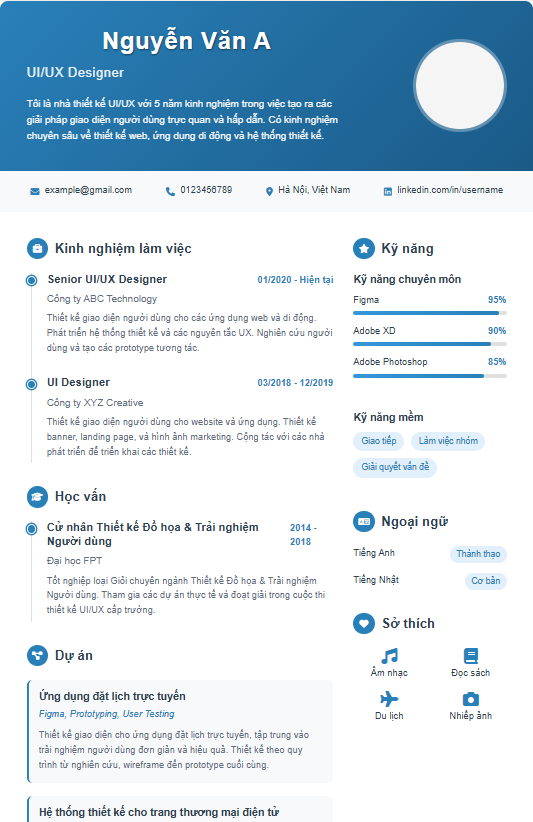 Nguyễn Văn A
UI/UX Designer
Tôi là nhà thiết kế UI/UX với 5 năm kinh nghiệm trong việc tạo ra các
giải pháp giao diện người dùng trực quan và hấp dẫn. Có kinh nghiệm
chuyên sâu về thiết kế web, ứng dụng di động và hệ thống thiết kế.
example@gmail.com
0123456789
Hà Nội, Việt Nam
linkedin.com/in/username
Kinh nghiệm làm việc
Senior UI/UX Designer
01/2020 - Hiện tại
Công ty ABC Technology
Thiết kế giao diện người dùng cho các ứng dụng web và di động.
Phát triển hệ thống thiết kế và các nguyên tắc UX. Nghiên cứu người
dùng và tạo các prototype tương tác.
UI Designer
03/2018 - 12/2019
Công ty XYZ Creative
Thiết kế giao diện người dùng cho website và ứng dụng. Thiết kế
banner, landing page, và hình ảnh marketing. Cộng tác với các nhà
phát triển để triển khai các thiết kế.
Học vấn
Cử nhân Thiết kế Đồ họa & Trải nghiệm
Người dùng
2014 -
2018
Đại học FPT
Tốt nghiệp loại Giỏi chuyên ngành Thiết kế Đồ họa & Trải nghiệm
Người dùng. Tham gia các dự án thực tế và đoạt giải trong cuộc thi
thiết kế UI/UX cấp trường.
Dự án
Ứng dụng đặt lịch trực tuyến
Figma, Prototyping, User Testing
Thiết kế giao diện cho ứng dụng đặt lịch trực tuyến, tập trung vào
trải nghiệm người dùng đơn giản và hiệu quả. Thiết kế theo quy
trình từ nghiên cứu, wireframe đến prototype cuối cùng.
Hệ thống thiết kế cho trang thương mại điện tử
Kỹ năng
Kỹ năng chuyên môn
Figma
95%
Adobe XD
90%
Adobe Photoshop
85%
Kỹ năng mềm
Giao tiếp
Làm việc nhóm
Giải quyết vấn đề
Ngoại ngữ
Tiếng Anh
Thành thạo
Tiếng Nhật
Cơ bản
Sở thích
Âm nhạc
Đọc sách
Du lịch
Nhiếp ảnh